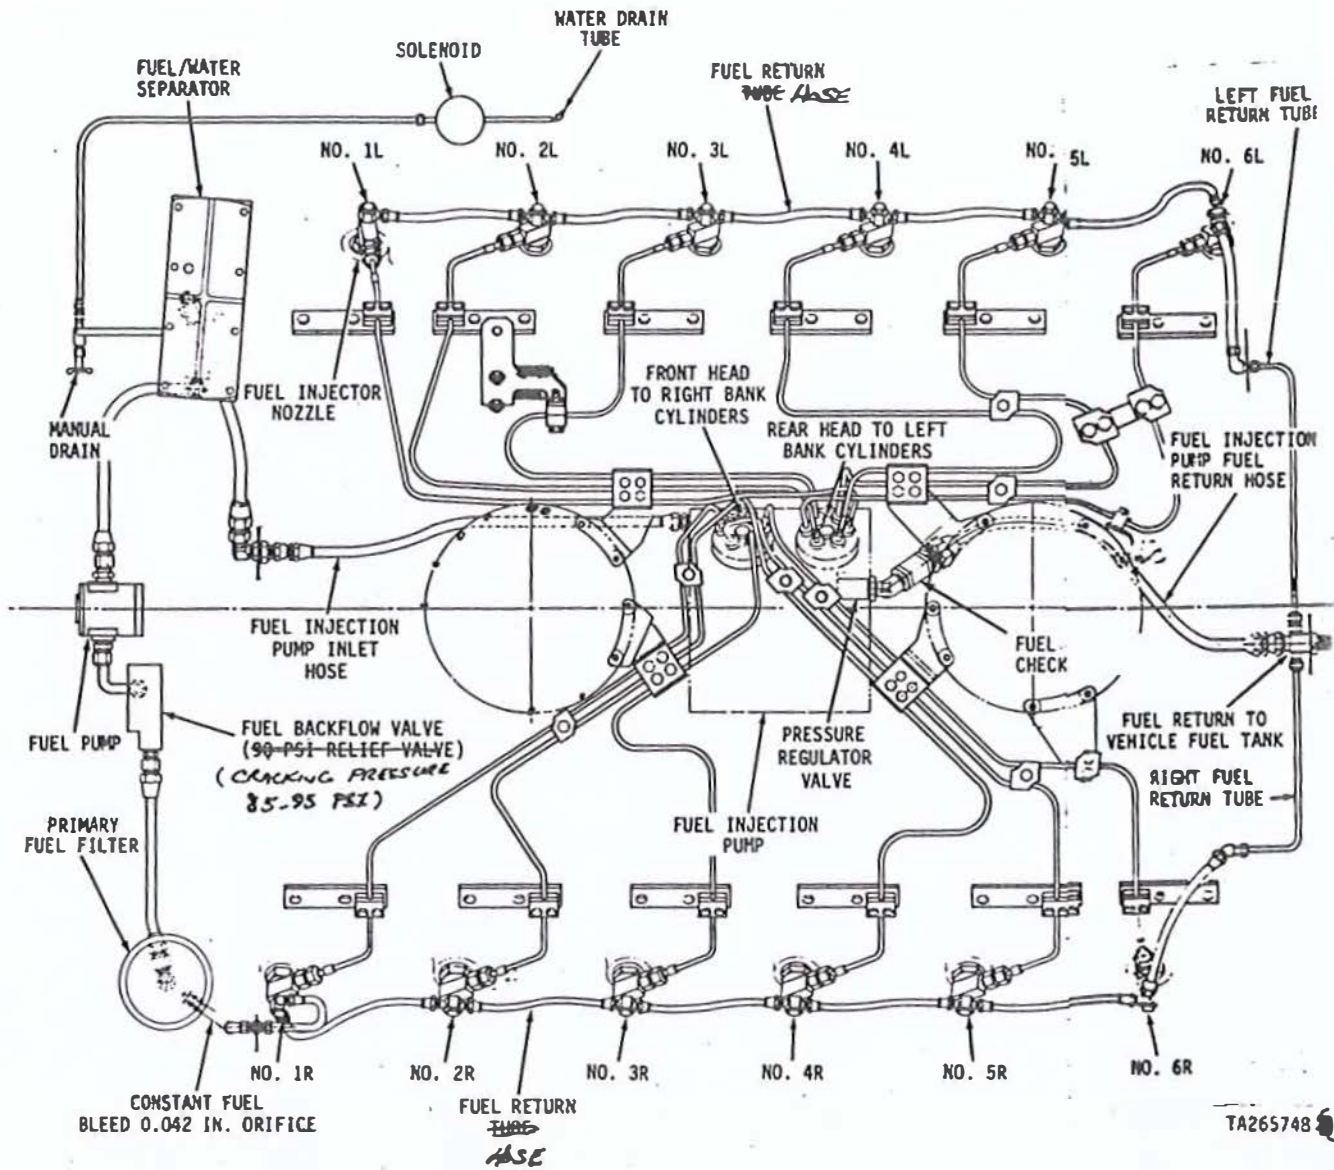 WATER DRAIN
TUBE
SOLENOID
FUEL/WATER
SEPARATOR
FUEL RETURN
TUBE HOSE
LEFT FUEL
RETURN TUBE
NO. 1L
NO. 2L
NO. 3L
NO. 4L
NO. 5L
NO. 6L
FUEL INJECTOR
NOZZLE
FRONT HEAD
TO RIGHT BANK
CYLINDERS
REAR HEAD TO LEFT
BANK CYLINDERS
MANUAL
DRAIN
FUEL INJECTION
PUMP FUEL
RETURN HOSE
FUEL INJECTION
PUMP INLET
HOSE
FUEL
CHECK
FUEL PUMP
FUEL BACKFLOW VALVE
(90 PSI RELIEF VALVE)
(CRACKING PRESSURE
85-95 PSI)
PRESSURE
REGULATOR
VALVE
FUEL RETURN TO
VEHICLE FUEL TANK
RIGHT FUEL
RETURN TUBE
PRIMARY
FUEL FILTER
FUEL INJECTION
PUMP
NO. 1R
NO. 2R
NO. 3R
NO. 4R
NO. 5R
NO. 6R
CONSTANT FUEL
BLEED 0.042 IN. ORIFICE
FUEL RETURN
TUBE
HOSE
TA265748